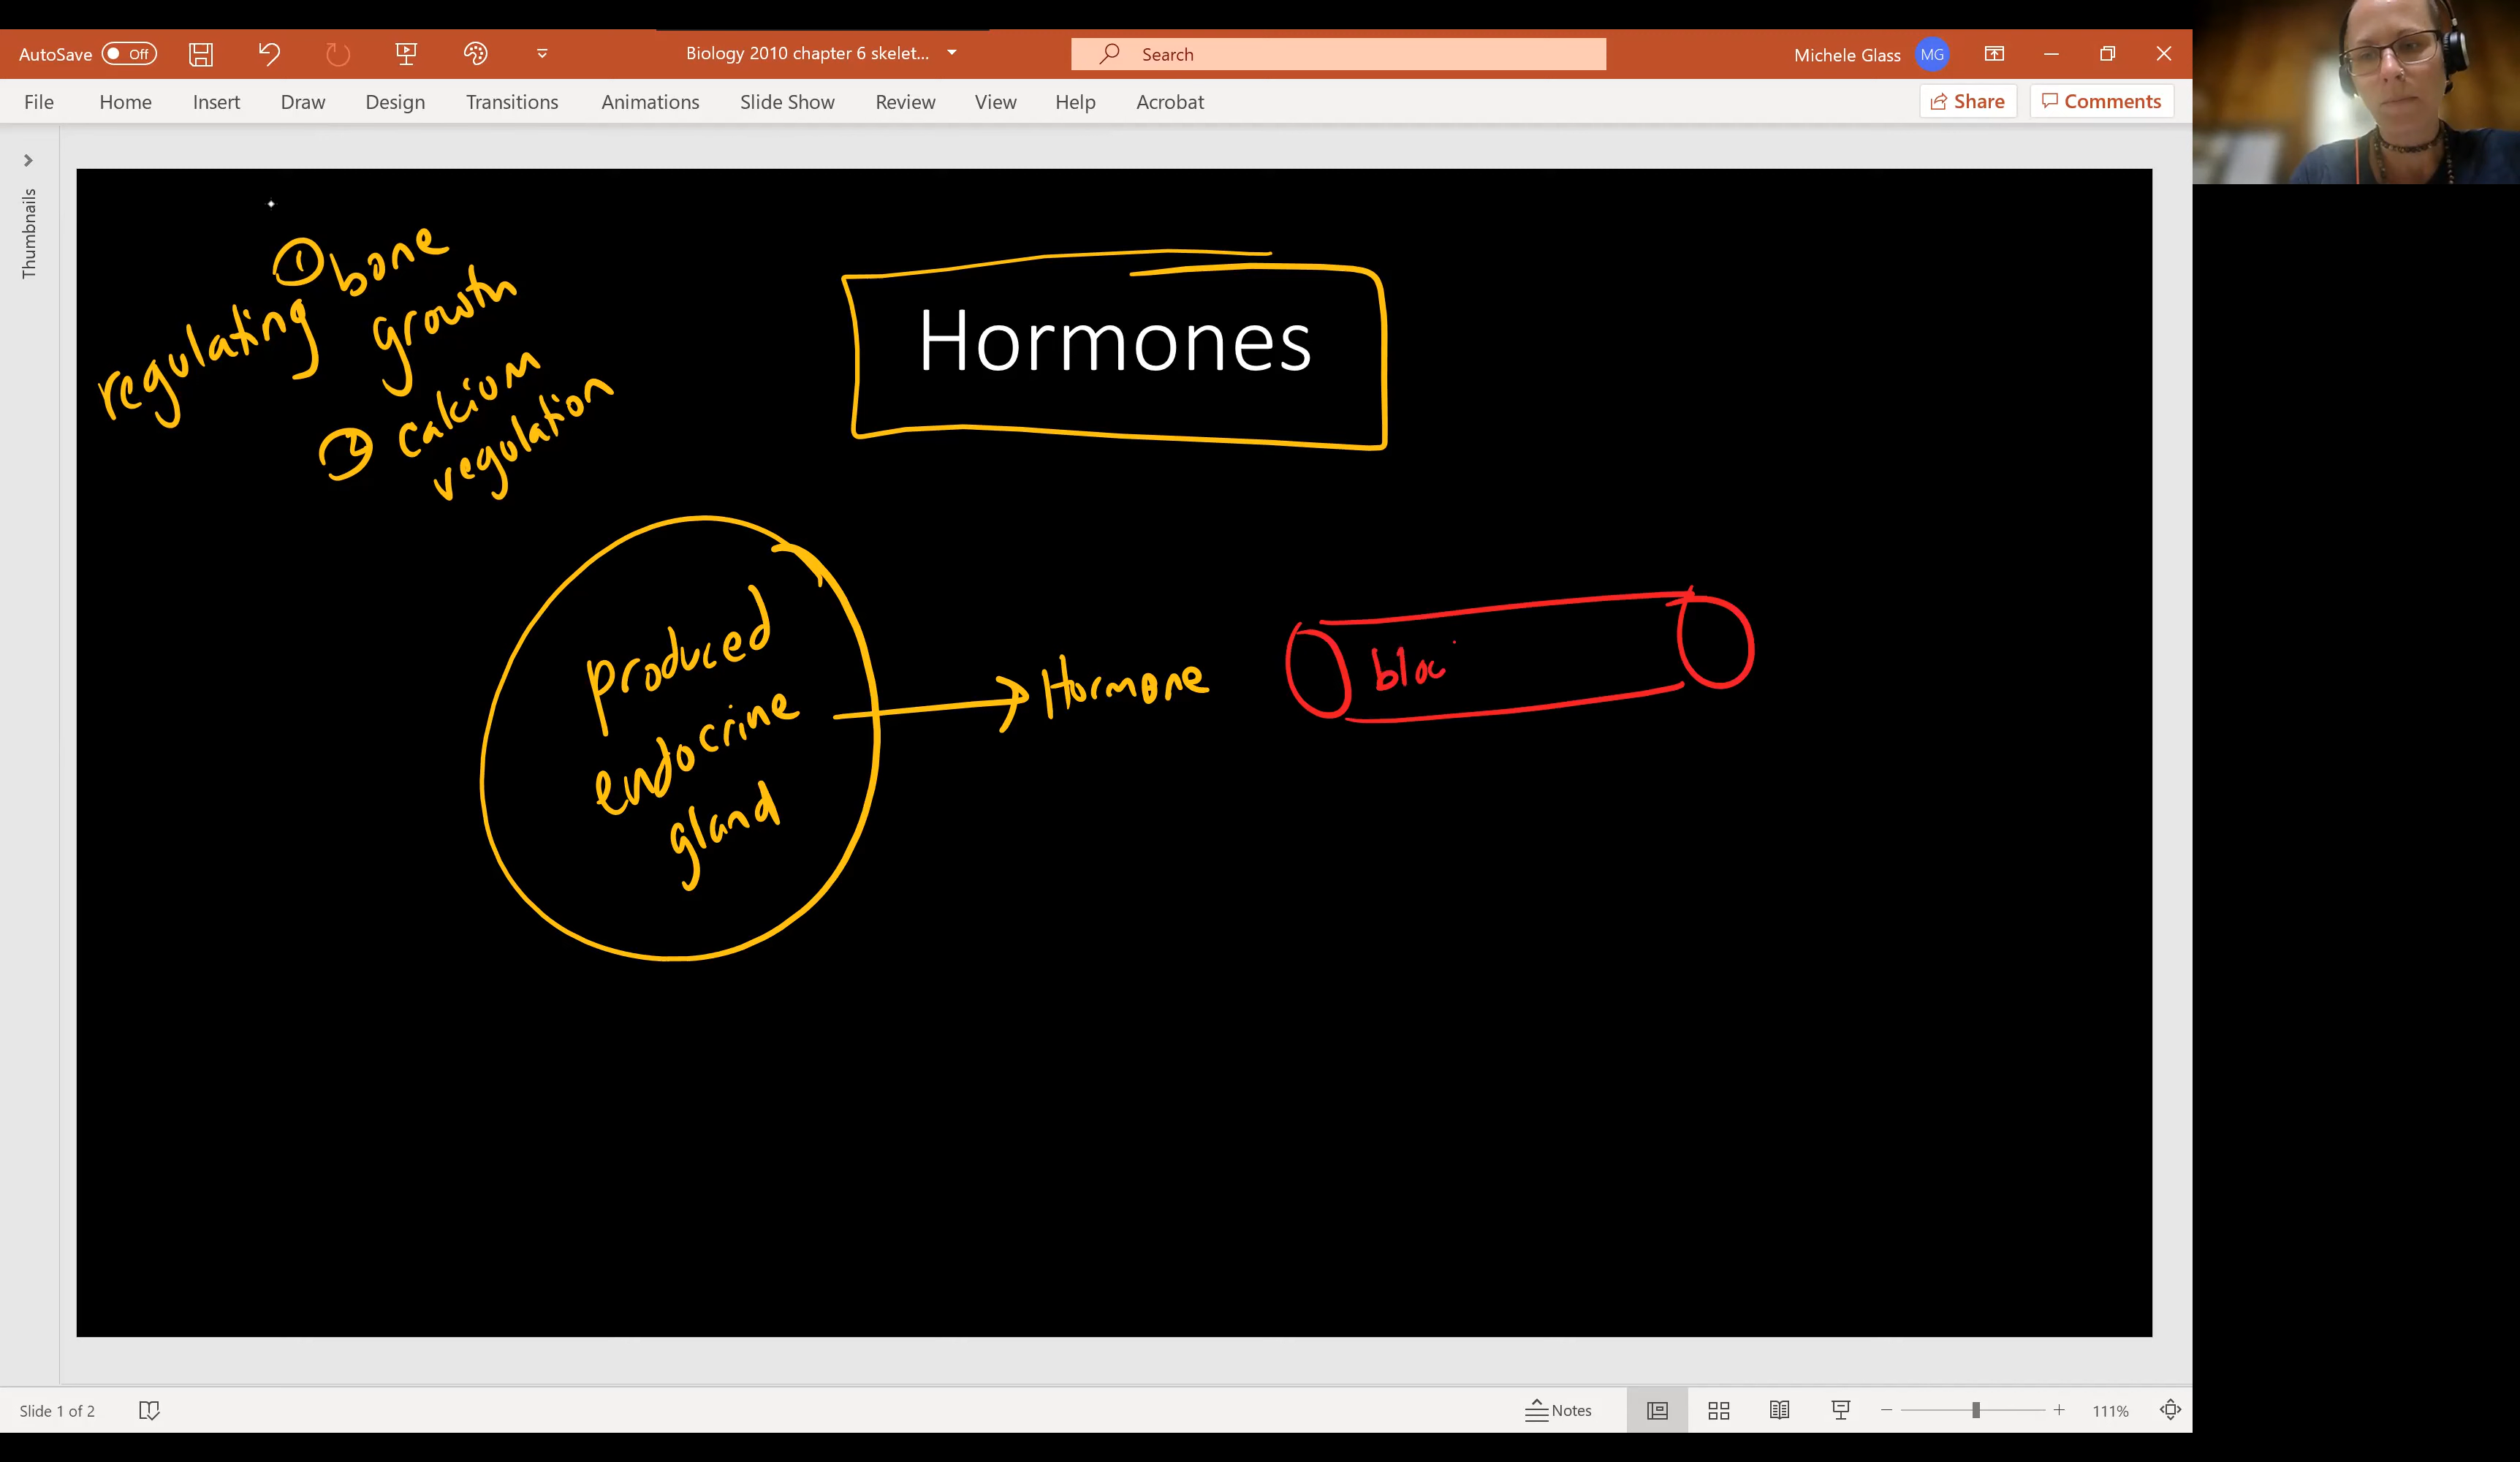 AutoSave Off
Biology 2010 chapter 6 skelet...
Search
Michele Glass MG
File Home Insert Draw Design Transitions Animations Slide Show Review View Help Acrobat
Share Comments
Thumbnails
Hormones
regulating
① bone
growth
② calcium
regulation
produced
endocrine
gland
Hormone
bloc
Slide 1 of 2
Notes
111%